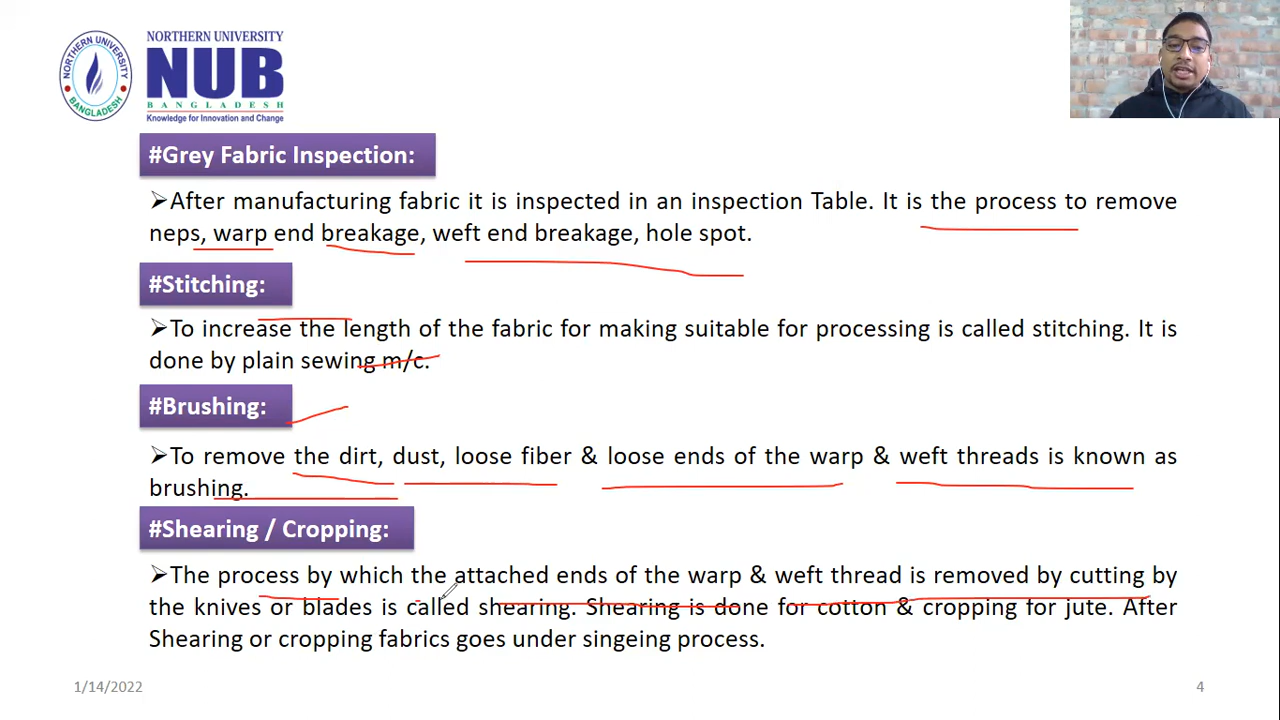 NORTHERN UNIVERSITY
BANGLADESH
NORTHERN UNIVERSITY
NUB
BANGLADESH
Knowledge for Innovation and Change
#Grey Fabric Inspection:
➢After manufacturing fabric it is inspected in an inspection Table. It is the process to remove
neps, warp end breakage, weft end breakage, hole spot.
#Stitching:
➢To increase the length of the fabric for making suitable for processing is called stitching. It is
done by plain sewing m/c.
#Brushing:
➢To remove the dirt, dust, loose fiber & loose ends of the warp & weft threads is known as
brushing.
#Shearing / Cropping:
➢The process by which the attached ends of the warp & weft thread is removed by cutting by
the knives or blades is called shearing. Shearing is done for cotton & cropping for jute. After
Shearing or cropping fabrics goes under singeing process.
1/14/2022
4